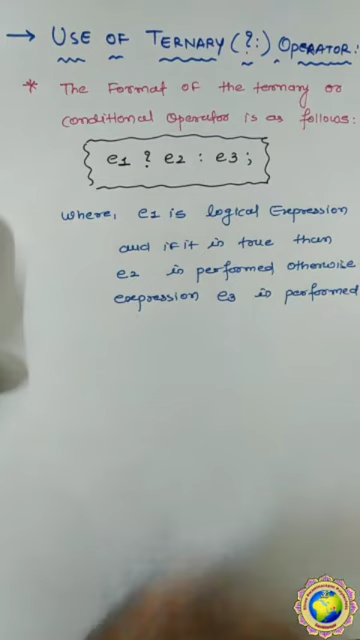 → USE OF TERNARY (?:) OPERATOR:
* The Format of the ternary or
conditional Operator is as follows:
e1 ? e2 : e3 ;
where, e1 is logical Expression
and if it is true than
e2 is performed otherwise
expression e3 is performed